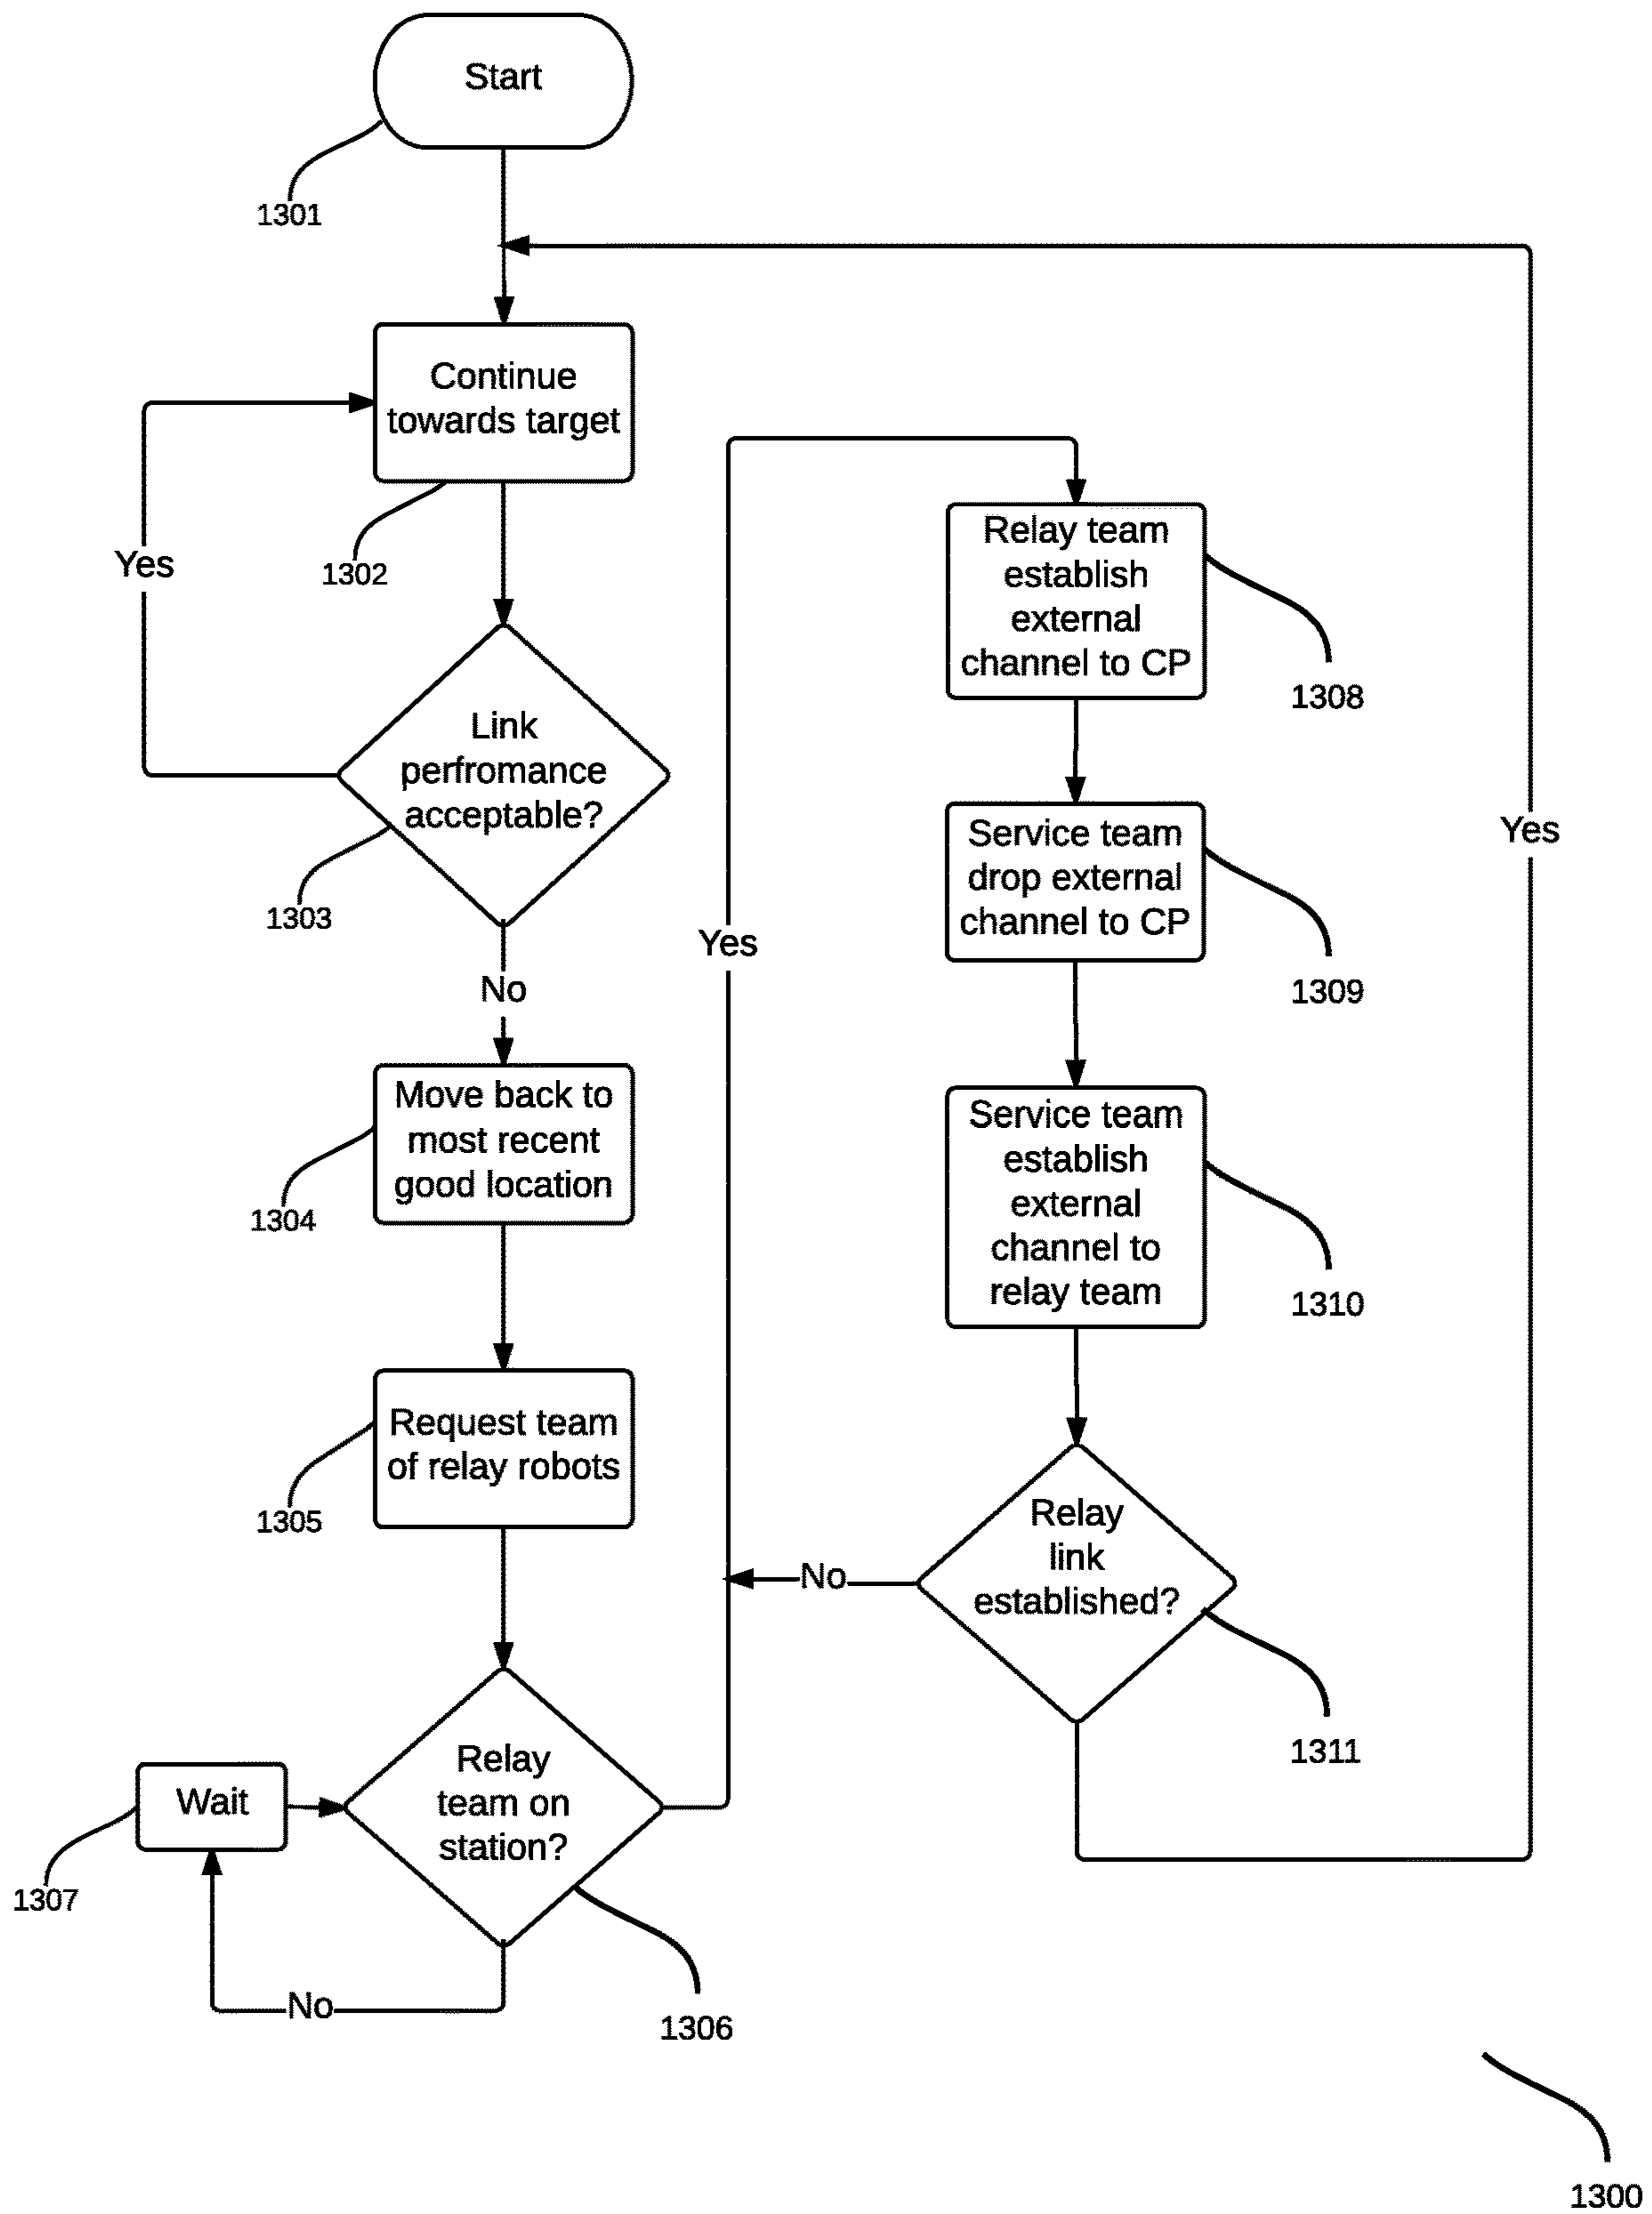 Start
1301
Continue
towards target
1302
Yes
Link
perfromance
acceptable?
1303
No
Move back to
most recent
good location
1304
Request team
of relay robots
1305
Relay
team on
station?
1306
Wait
1307
No
Yes
Relay team
establish
external
channel to CP
1308
Service team
drop external
channel to CP
1309
Service team
establish
external
channel to
relay team
1310
Relay
link
established?
1311
No
Yes
1300